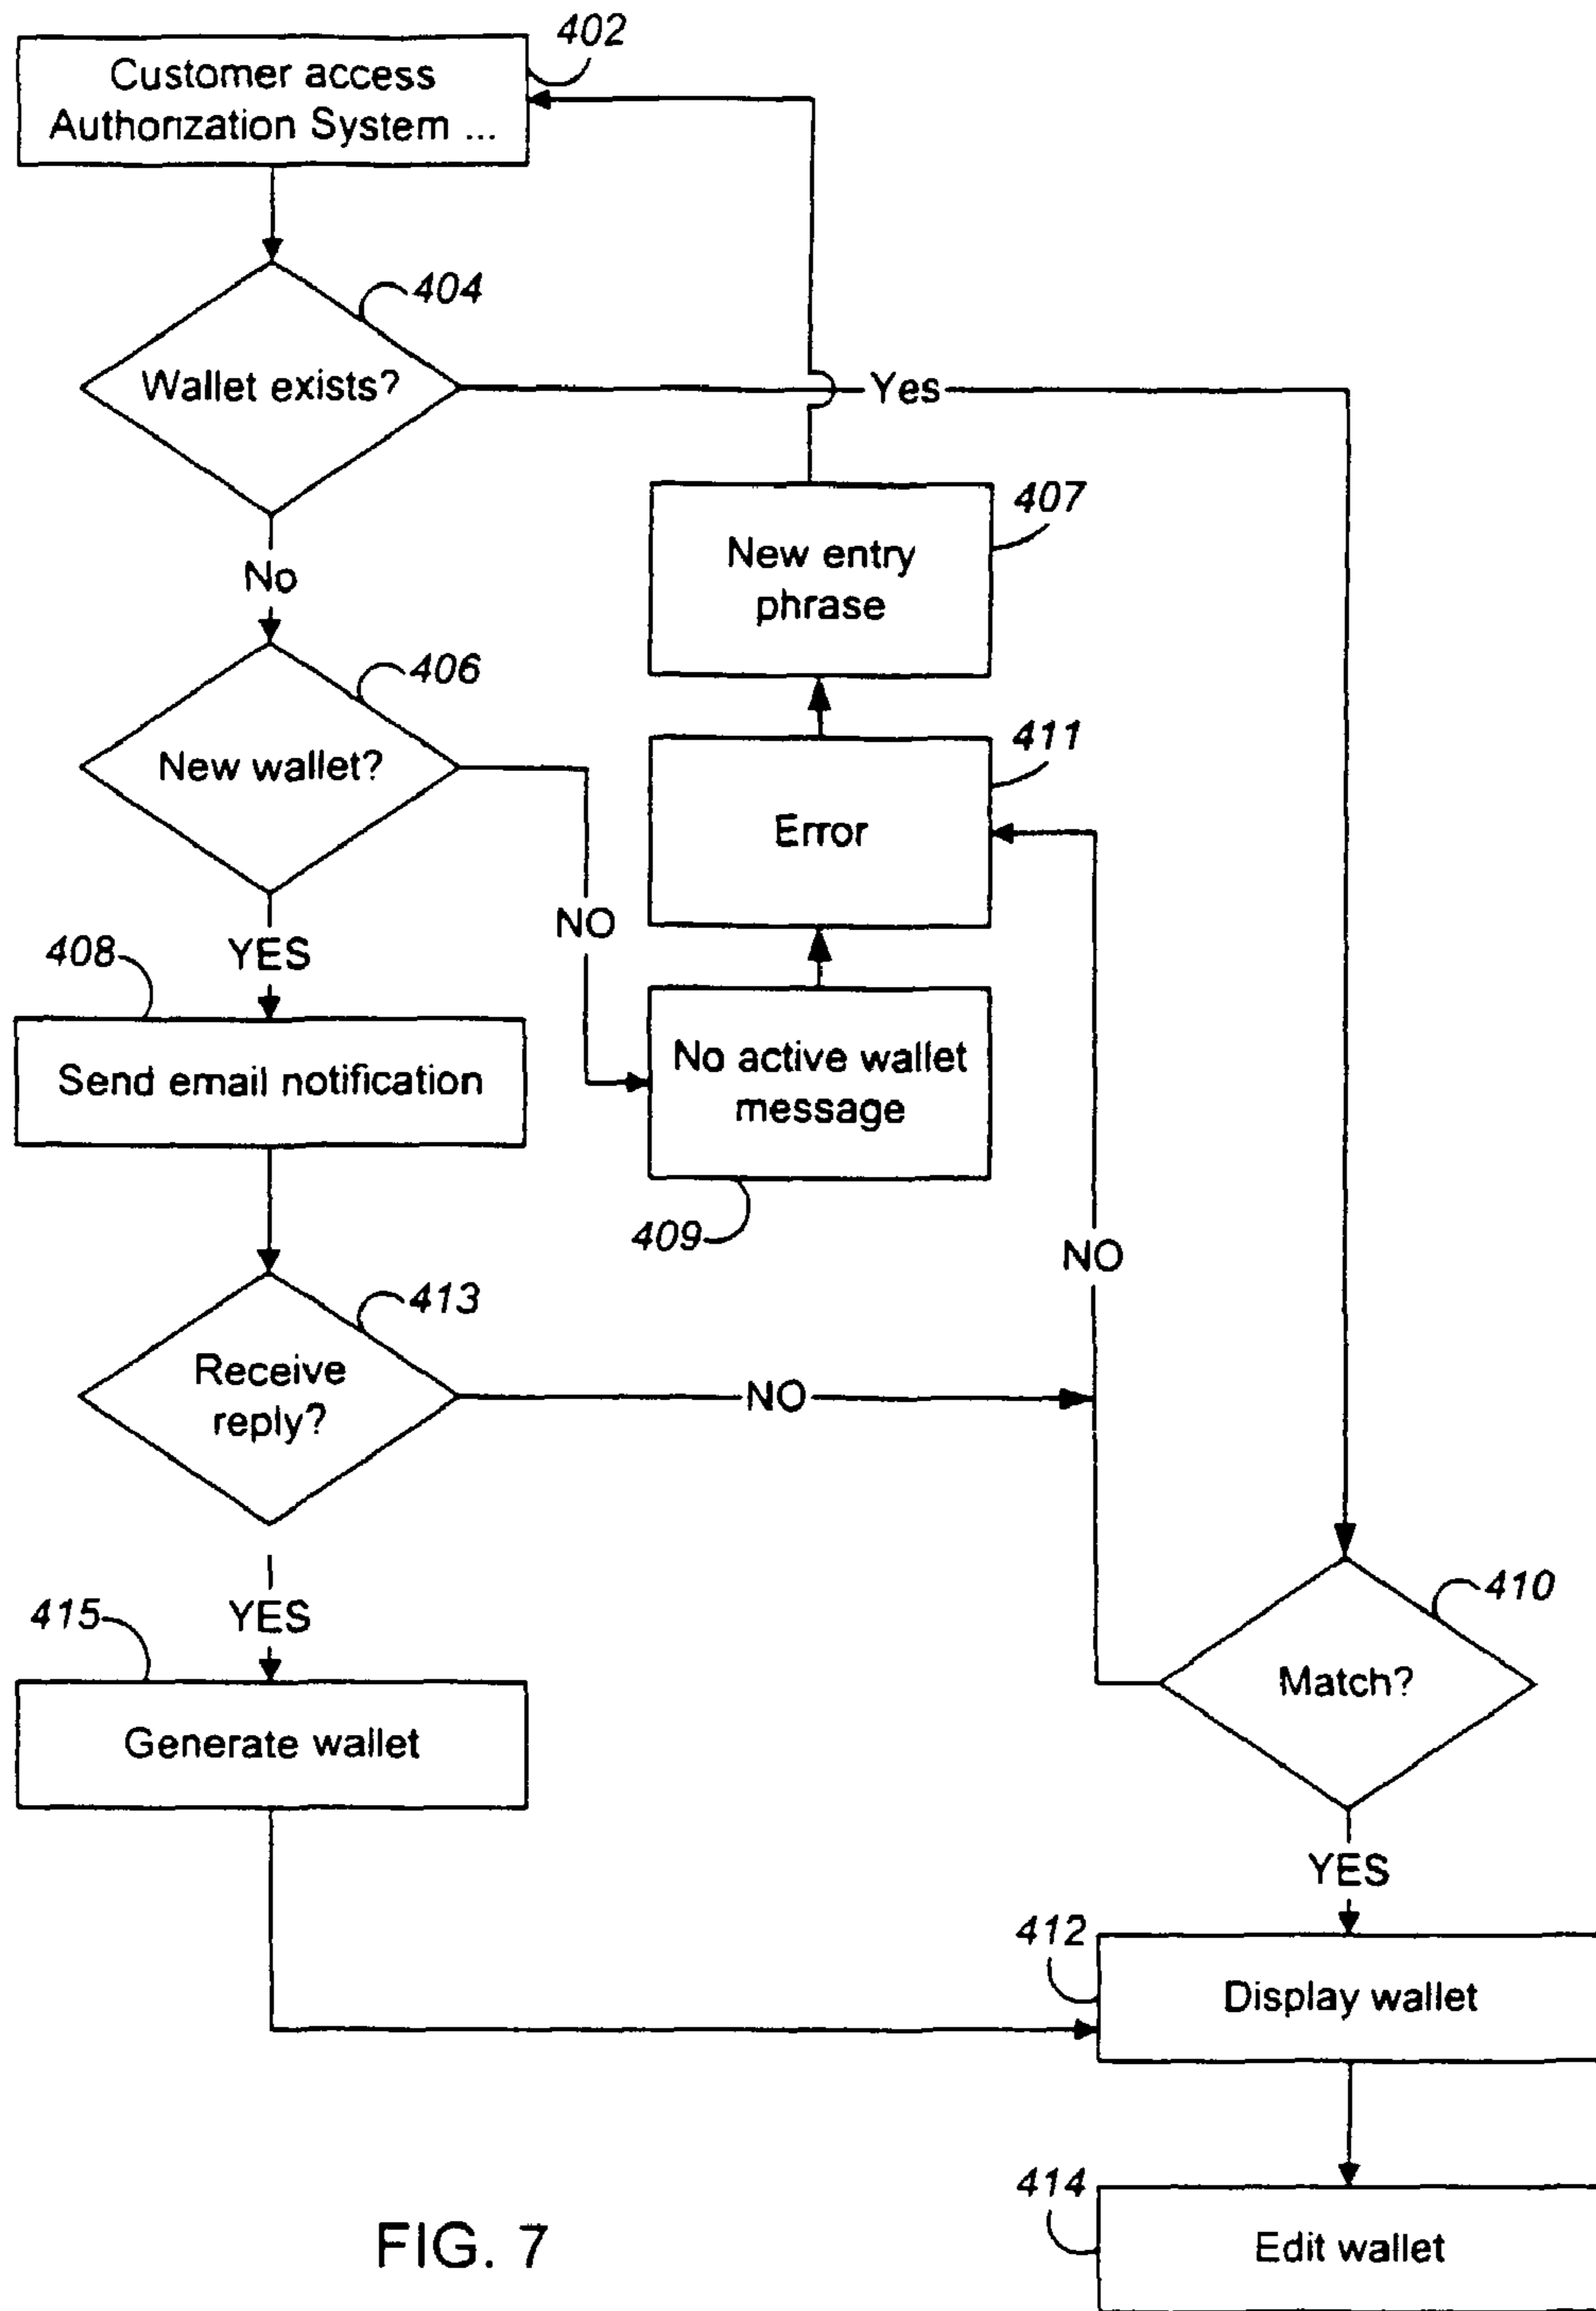 402
Customer access
Authorization System ...
404
Wallet exists?
Yes
No
407
New entry
phrase
406
New wallet?
411
Error
NO
YES
408
Send email notification
No active wallet
message
409
NO
413
Receive
reply?
NO
410
Match?
YES
415
Generate wallet
YES
412
Display wallet
414
Edit wallet
FIG. 7